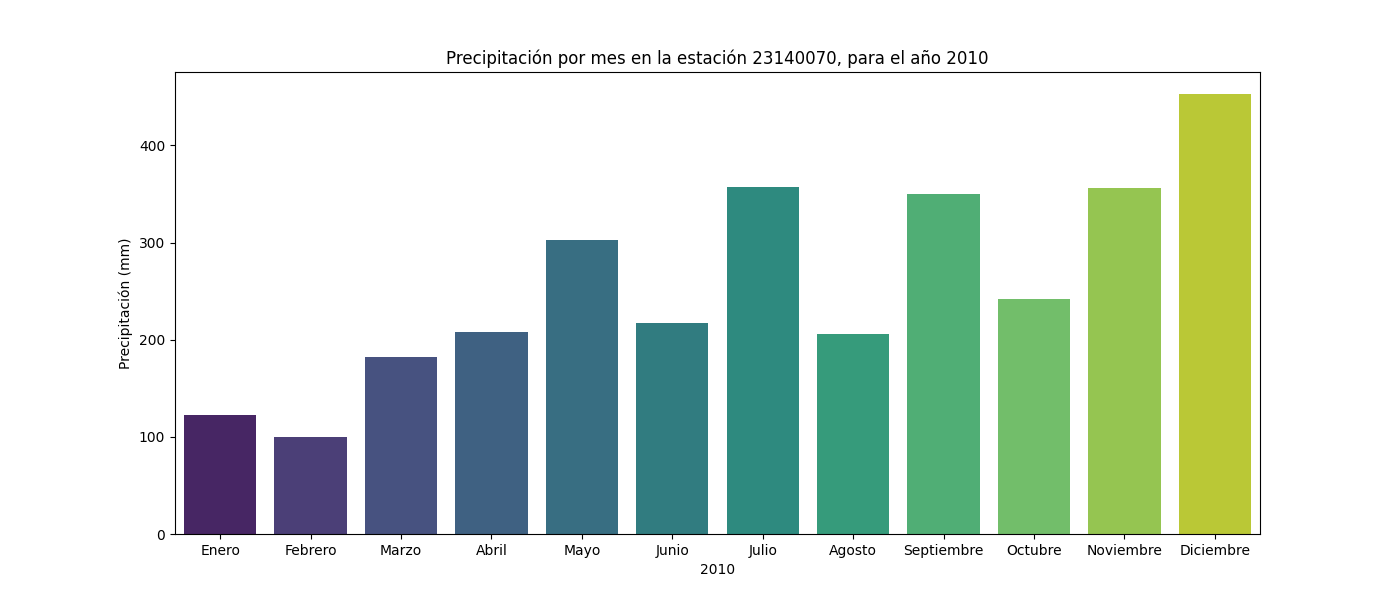 Precipitación por mes en la estación 23140070, para el año 2010
Precipitación (mm)
400
300
200
100
0
Enero Febrero Marzo Abril Mayo Junio Julio Agosto Septiembre Octubre Noviembre Diciembre
2010